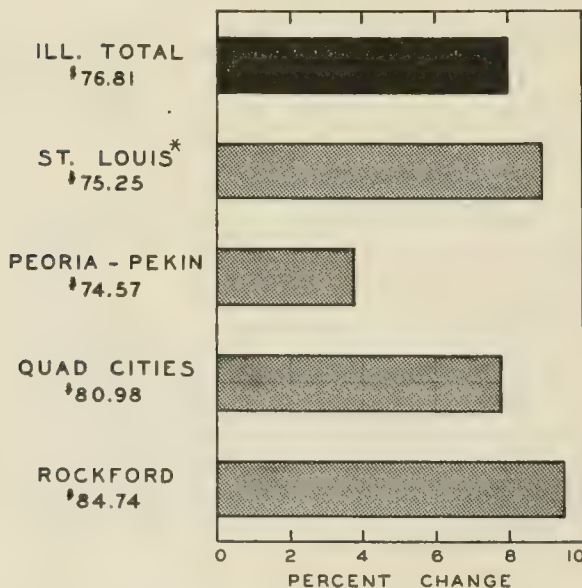 ILL. TOTAL
$76.81
ST. LOUIS*
$75.25
PEORIA - PEKIN
$74.57
QUAD CITIES
$80.98
ROCKFORD
$84.74
0 2 4 6 8 10
PERCENT CHANGE